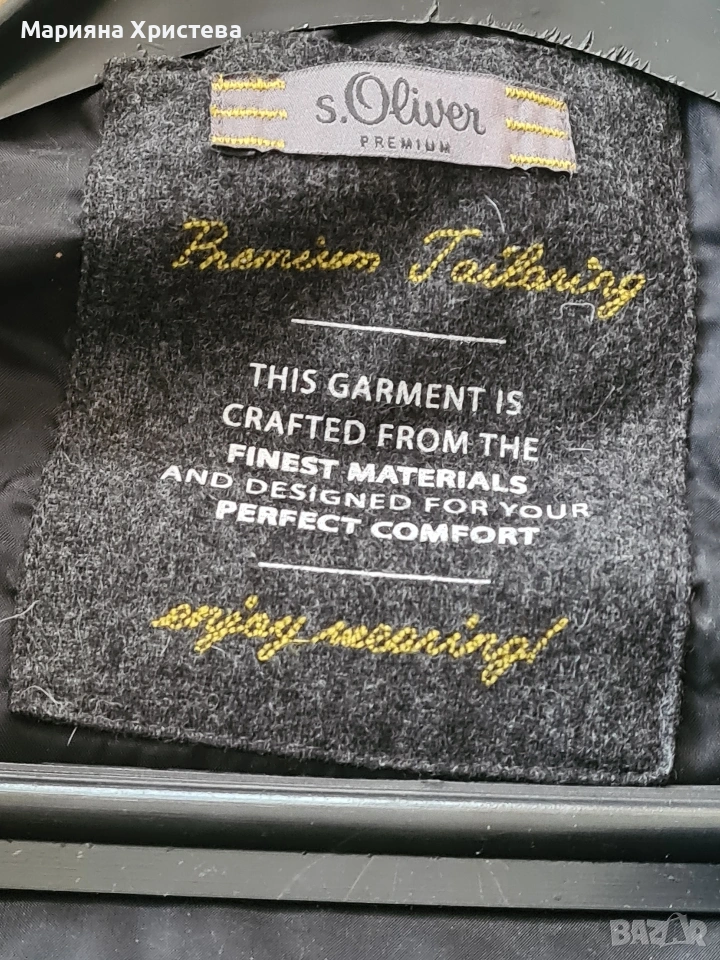 Марияна Христева
s.Oliver
PREMIUM
Premium Tailoring
THIS GARMENT IS
CRAFTED FROM THE
FINEST MATERIALS
AND DESIGNED FOR YOUR
PERFECT COMFORT
enjoy wearing!
BAZAR